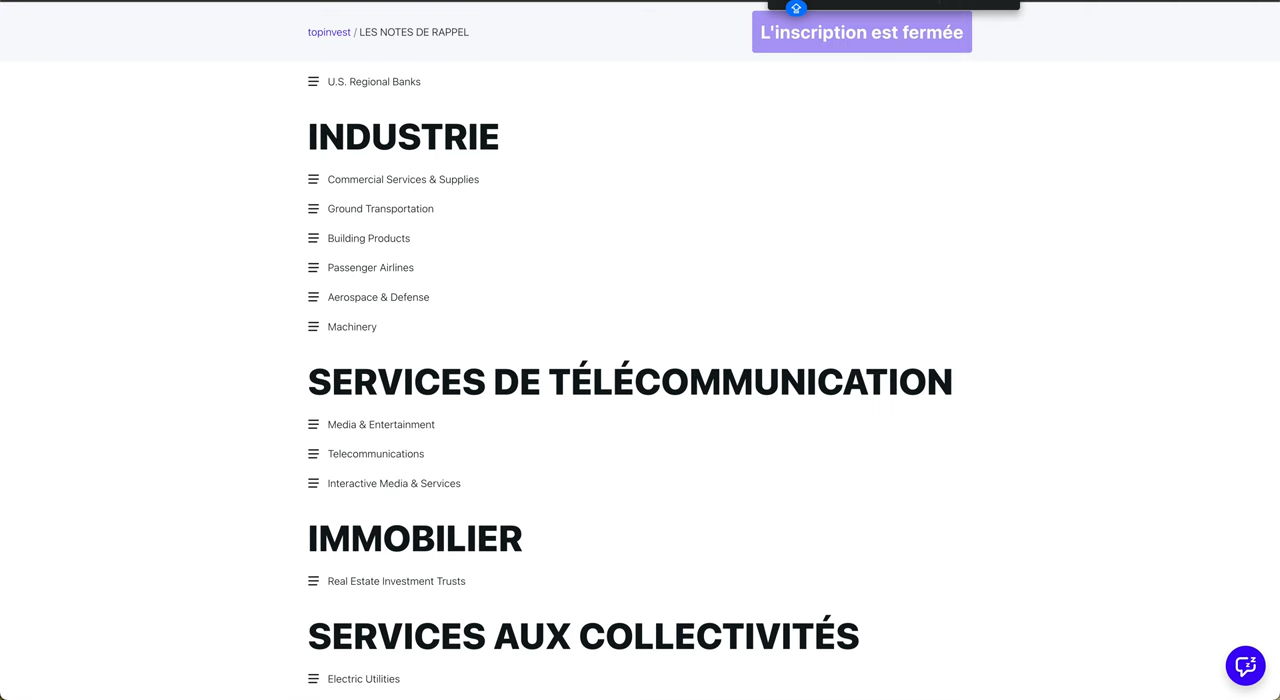 topinvest / LES NOTES DE RAPPEL
L'inscription est fermée
U.S. Regional Banks
INDUSTRIE
Commercial Services & Supplies
Ground Transportation
Building Products
Passenger Airlines
Aerospace & Defense
Machinery
SERVICES DE TÉLÉCOMMUNICATION
Media & Entertainment
Telecommunications
Interactive Media & Services
IMMOBILIER
Real Estate Investment Trusts
SERVICES AUX COLLECTIVITÉS
Electric Utilities